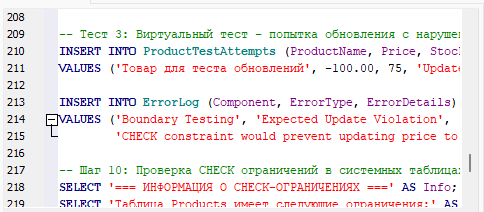 208
209 -- Тест 3: Виртуальный тест - попытка обновления с
210 INSERT INTO ProductTestAttempts (ProductName, Price,
211 VALUES ('Товар для теста обновлений', -100.00, 75,
212
213 INSERT INTO ErrorLog (Component, ErrorType, ErrorDetails)
214 VALUES ('Boundary Testing', 'Expected Update Violation',
215 'CHECK constraint would prevent updating price to
216
217 -- Шаг 10: Проверка CHECK ограничений в системных таблица
218 SELECT '=== ИНФОРМАЦИЯ О CHECK-ОГРАНИЧЕНИЯХ ===' AS Info;
219 SELECT 'Таблица Products имеет следующие ограничения:' AS